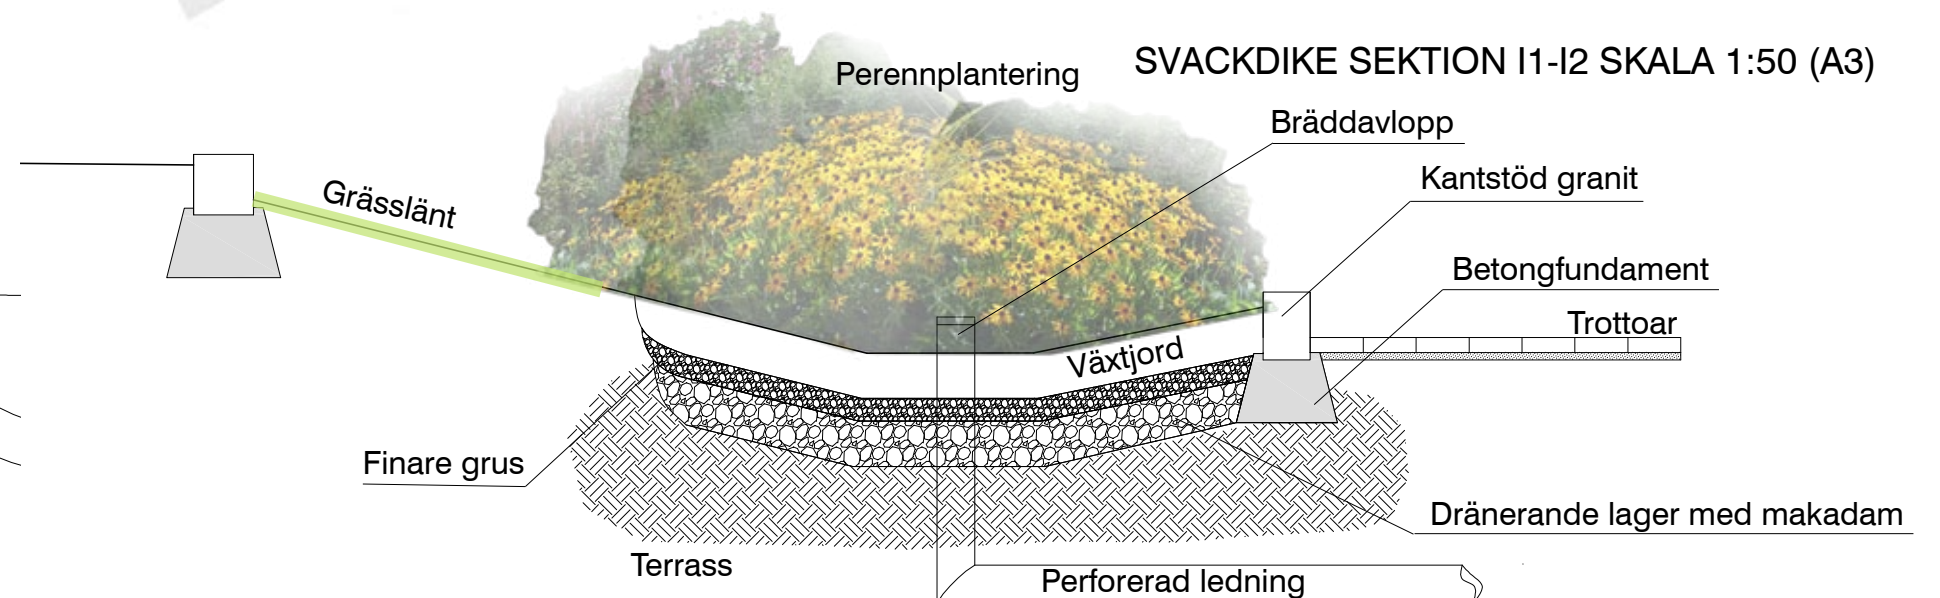 SVACKDIKE SEKTION I1-I2 SKALA 1:50 (A3)
Perennplantering
Bräddavlopp
Kantstöd granit
Grässlänt
Betongfundament
Trottoar
Växtjord
Finare grus
Dränerande lager med makadam
Terrass
Perforerad ledning